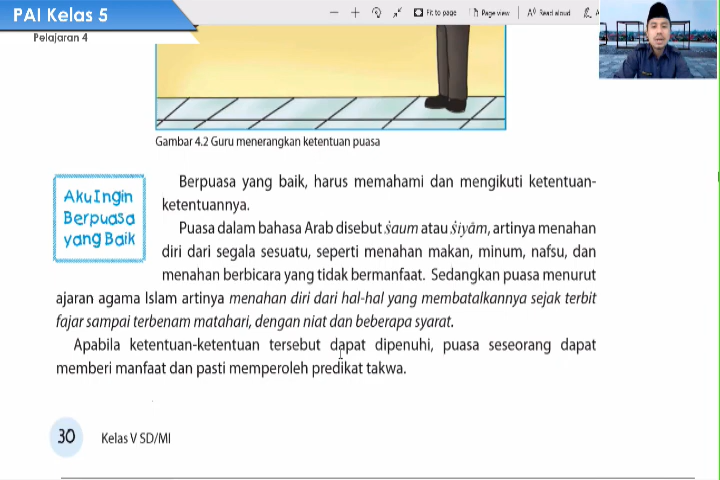 PAI Kelas 5
Pelajaran 4
Fit to page
Page view
Read aloud
Gambar 4.2 Guru menerangkan ketentuan puasa
Aku Ingin
Berpuasa
yang Baik
Berpuasa yang baik, harus memahami dan mengikuti ketentuan-
ketentuannya.
Puasa dalam bahasa Arab disebut ṡaum atau ṡiyām, artinya menahan
diri dari segala sesuatu, seperti menahan makan, minum, nafsu, dan
menahan berbicara yang tidak bermanfaat. Sedangkan puasa menurut
ajaran agama Islam artinya menahan diri dari hal-hal yang membatalkannya sejak terbit
fajar sampai terbenam matahari, dengan niat dan beberapa syarat.
Apabila ketentuan-ketentuan tersebut dapat dipenuhi, puasa seseorang dapat
memberi manfaat dan pasti memperoleh predikat takwa.
30
Kelas V SD/MI